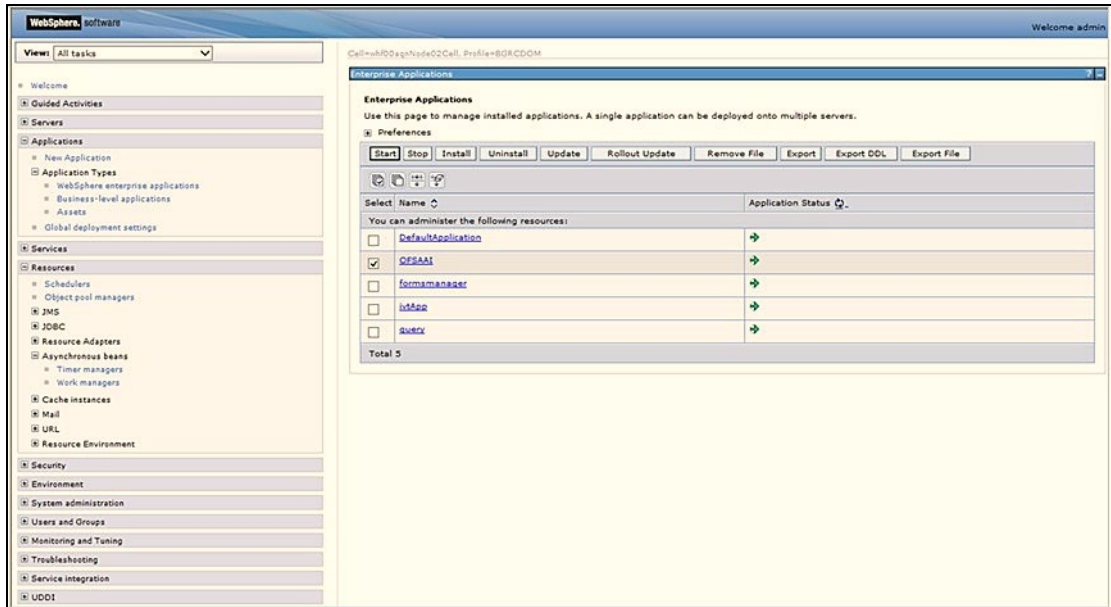 WebSphere. software
Welcome admin
View: All tasks
Cell=whf00aqnNode02Cell, Profile=BGRCDOM
Welcome
Guided Activities
Servers
Applications
New Application
Application Types
WebSphere enterprise applications
Business-level applications
Assets
Global deployment settings
Services
Resources
Schedulers
Object pool managers
JMS
JDBC
Resource Adapters
Asynchronous beans
Timer managers
Work managers
Cache instances
Mail
URL
Resource Environment
Security
Environment
System administration
Users and Groups
Monitoring and Tuning
Troubleshooting
Service integration
UDDI
Enterprise Applications
Enterprise Applications
Use this page to manage installed applications. A single application can be deployed onto multiple servers.
Preferences
Start Stop Install Uninstall Update Rollout Update Remove File Export Export DDL Export File
Select Name Application Status
You can administer the following resources:
DefaultApplication
OFSAAI
formsmanager
ivtApp
query
Total 5